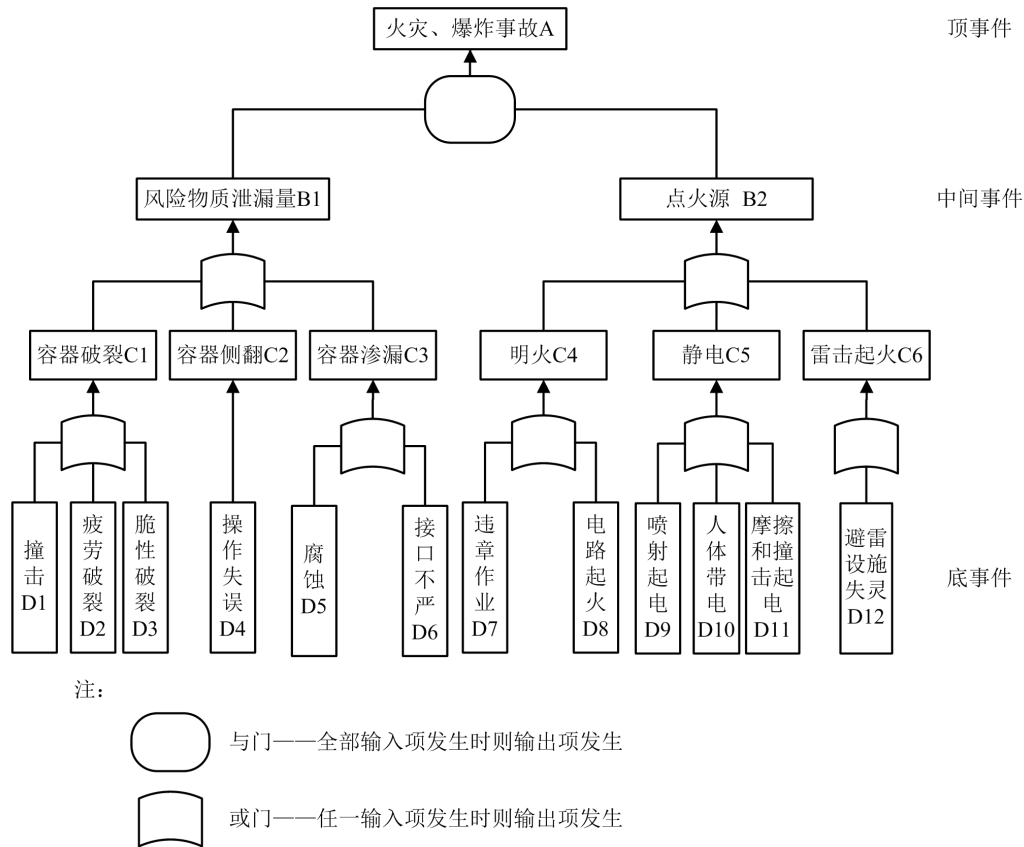 火灾、爆炸事故A
顶事件
风险物质泄漏量B1
点火源 B2
中间事件
容器破裂C1
容器侧翻C2
容器渗漏C3
明火C4
静电C5
雷击起火C6
撞击D1
疲劳破裂D2
脆性破裂D3
操作失误D4
腐蚀D5
接口不严D6
违章作业D7
电路起火D8
喷射起电D9
人体带电D10
摩擦和撞击起电D11
避雷设施失灵D12
底事件
注：
与门——全部输入项发生时则输出项发生
或门——任一输入项发生时则输出项发生